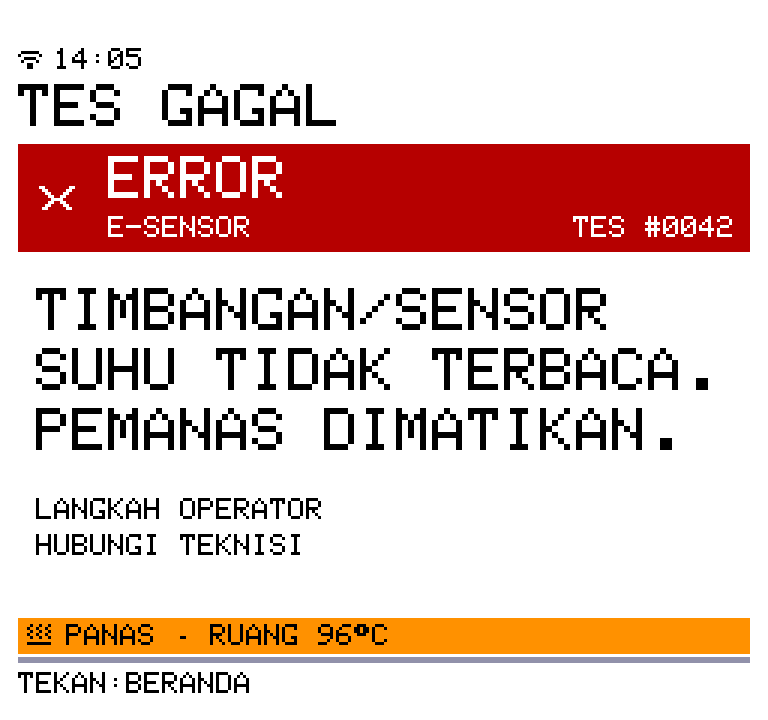 14:05
TES GAGAL
ERROR
E-SENSOR TES #0042
TIMBANGAN/SENSOR
SUHU TIDAK TERBACA.
PEMANAS DIMATIKAN.
LANGKAH OPERATOR
HUBUNGI TEKNISI
PANAS - RUANG 96°C
TEKAN:BERANDA